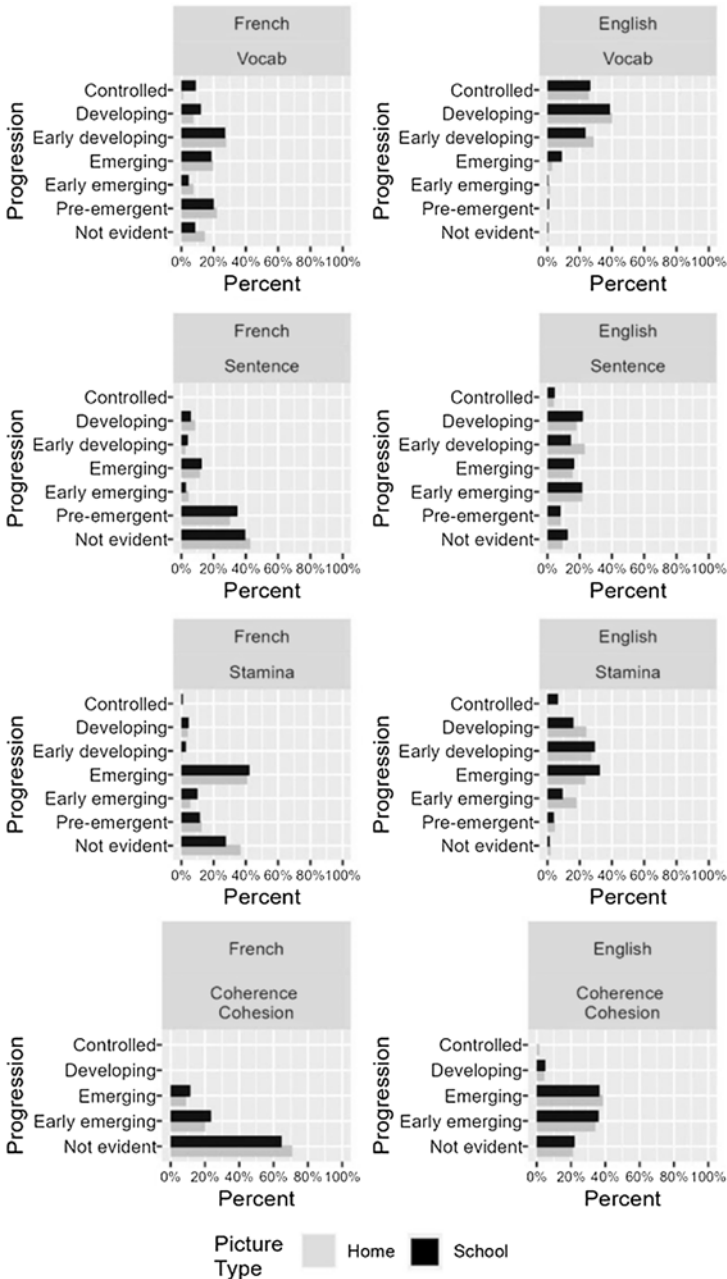 French
Vocab
Progression
Controlled
Developing
Early developing
Emerging
Early emerging
Pre-emergent
Not evident
0% 20% 40% 60% 80% 100%
Percent
English
Vocab
Progression
Controlled
Developing
Early developing
Emerging
Early emerging
Pre-emergent
Not evident
0% 20% 40% 60% 80% 100%
Percent
French
Sentence
Progression
Controlled
Developing
Early developing
Emerging
Early emerging
Pre-emergent
Not evident
0% 20% 40% 60% 80% 100%
Percent
English
Sentence
Progression
Controlled
Developing
Early developing
Emerging
Early emerging
Pre-emergent
Not evident
0% 20% 40% 60% 80% 100%
Percent
French
Stamina
Progression
Controlled
Developing
Early developing
Emerging
Early emerging
Pre-emergent
Not evident
0% 20% 40% 60% 80% 100%
Percent
English
Stamina
Progression
Controlled
Developing
Early developing
Emerging
Early emerging
Pre-emergent
Not evident
0% 20% 40% 60% 80% 100%
Percent
French
Coherence
Cohesion
Progression
Controlled
Developing
Emerging
Early emerging
Not evident
0% 20% 40% 60% 80% 100%
Percent
English
Coherence
Cohesion
Progression
Controlled
Developing
Emerging
Early emerging
Not evident
0% 20% 40% 60% 80% 100%
Percent
Picture
Type
Home
School